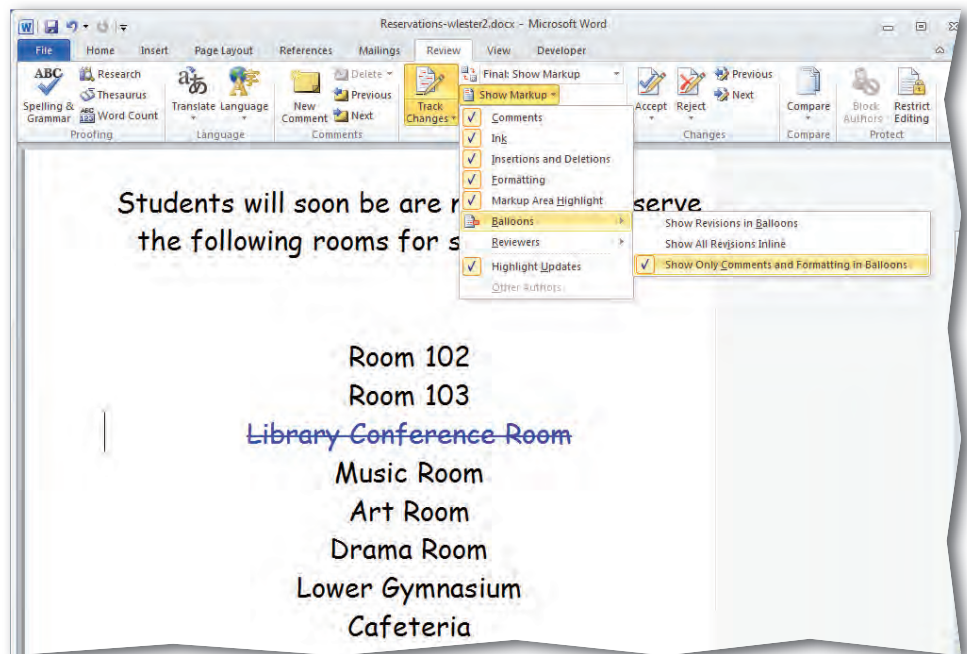 Reservations-wlester2.docx - Microsoft Word
File Home Insert Page Layout References Mailings Review View Developer
ABC Research Delete Final: Show Markup Previous
Thesaurus Previous Show Markup Next
Spelling & Grammar ABC 123 Word Count Translate Language New Comment Next Track Changes Accept Reject Compare Block Authors Restrict Editing
Proofing Language Comments Changes Compare Protect
Comments
Ink
Insertions and Deletions
Formatting
Markup Area Highlight
Balloons
Reviewers
Highlight Updates
Other Authors
Show Revisions in Balloons
Show All Revisions Inline
Show Only Comments and Formatting in Balloons
Students will soon be are serve
the following rooms for
Room 102
Room 103
Library Conference Room
Music Room
Art Room
Drama Room
Lower Gymnasium
Cafeteria